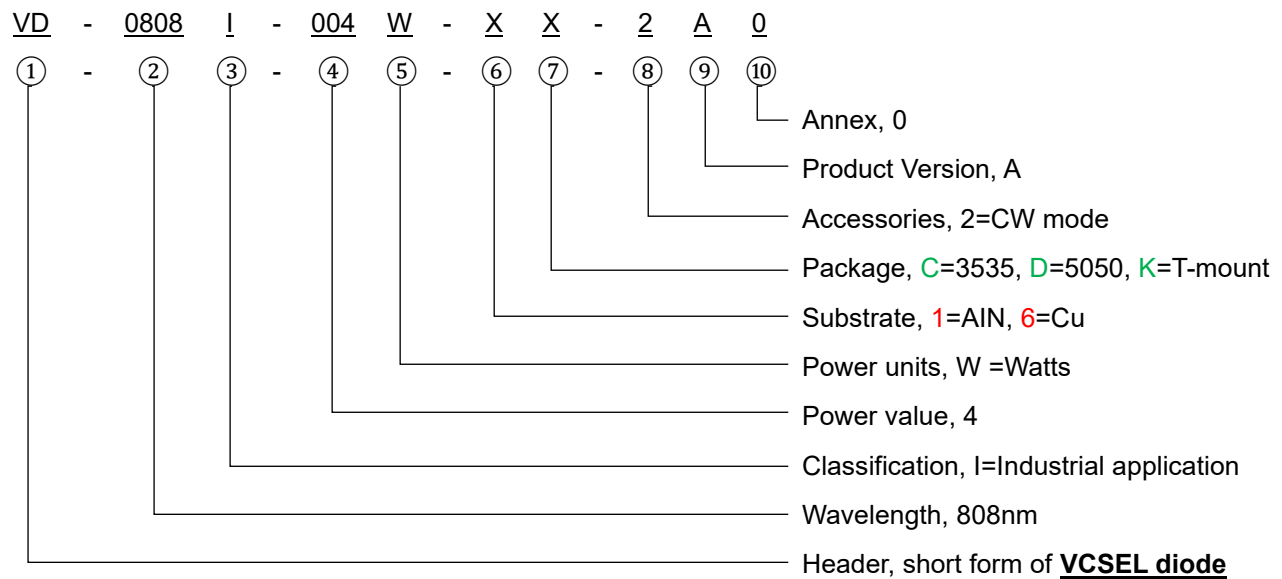 VD - 0808 I - 004 W - X X - 2 A 0
① - ② ③ - ④ ⑤ - ⑥ ⑦ - ⑧ ⑨ ⑩
Annex, 0
Product Version, A
Accessories, 2=CW mode
Package, C=3535, D=5050, K=T-mount
Substrate, 1=AIN, 6=Cu
Power units, W =Watts
Power value, 4
Classification, I=Industrial application
Wavelength, 808nm
Header, short form of VCSEL diode